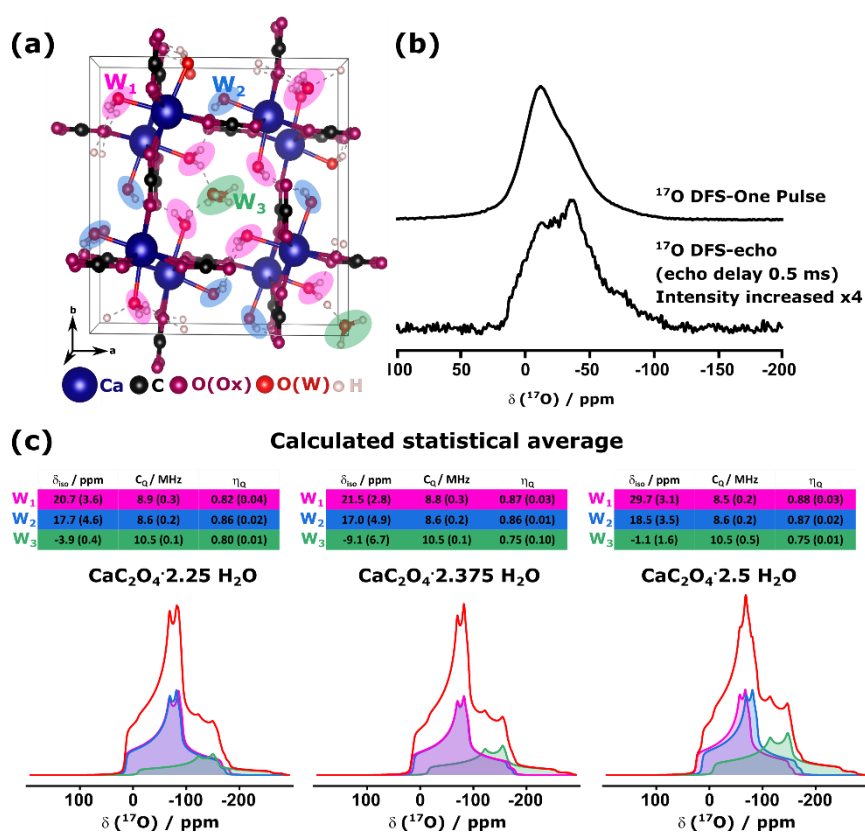 (a)
W1
W2
W3
b
a
Ca C O(Ox) O(W) H
(b)
17O DFS-One Pulse
17O DFS-echo
(echo delay 0.5 ms)
Intensity increased x4
100 50 0 -50 -100 -150 -200
δ (17O) / ppm
(c)
Calculated statistical average
δiso / ppm CQ / MHz ηQ
W1 20.7 (3.6) 8.9 (0.3) 0.82 (0.04)
W2 17.7 (4.6) 8.6 (0.2) 0.86 (0.02)
W3 -3.9 (0.4) 10.5 (0.1) 0.80 (0.01)
CaC2O4·2.25 H2O
100 0 -100 -200
δ (17O) / ppm
δiso / ppm CQ / MHz ηQ
W1 21.5 (2.8) 8.8 (0.3) 0.87 (0.03)
W2 17.0 (4.9) 8.6 (0.2) 0.86 (0.01)
W3 -9.1 (6.7) 10.5 (0.1) 0.75 (0.10)
CaC2O4·2.375 H2O
100 0 -100 -200
δ (17O) / ppm
δiso / ppm CQ / MHz ηQ
W1 29.7 (3.1) 8.5 (0.2) 0.88 (0.03)
W2 18.5 (3.5) 8.6 (0.2) 0.87 (0.02)
W3 -1.1 (1.6) 10.5 (0.5) 0.75 (0.01)
CaC2O4·2.5 H2O
100 0 -100 -200
δ (17O) / ppm